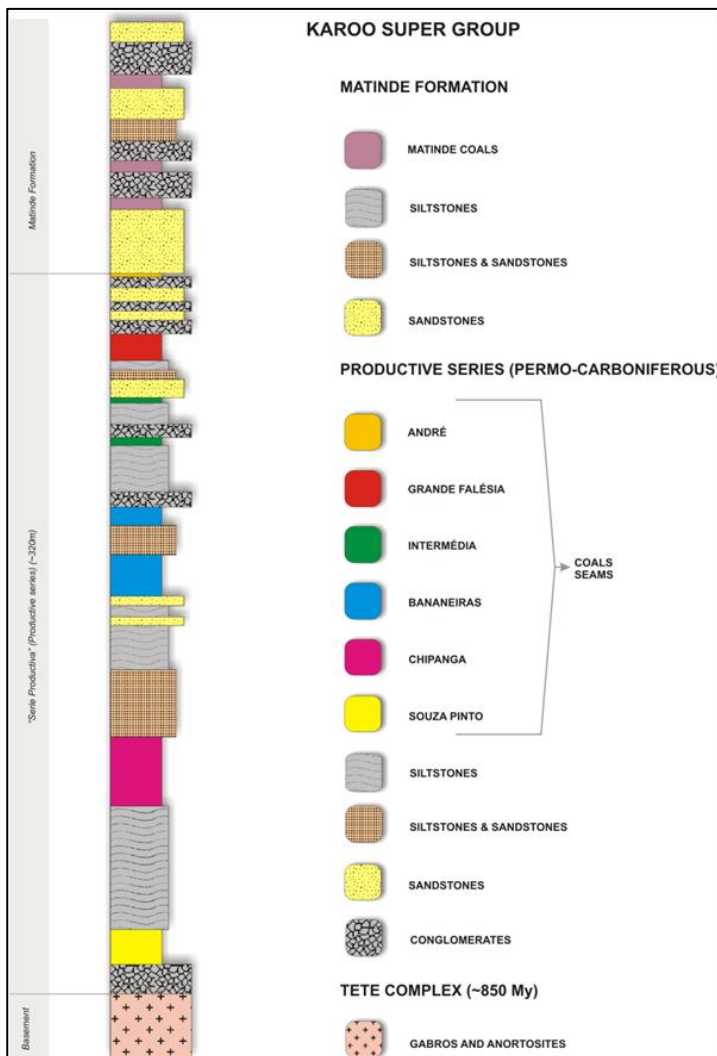 KAROO SUPER GROUP
Matinde Formation
"Serie Productiva" (Productive series) (~320m)
Basement
MATINDE FORMATION
MATINDE COALS
SILTSTONES
SILTSTONES & SANDSTONES
SANDSTONES
PRODUCTIVE SERIES (PERMO-CARBONIFEROUS)
ANDRÉ
GRANDE FALÉSIA
INTERMÉDIA
BANANEIRAS
CHIPANGA
SOUZA PINTO
COALS
SEAMS
SILTSTONES
SILTSTONES & SANDSTONES
SANDSTONES
CONGLOMERATES
TETE COMPLEX (~850 My)
GABROS AND ANORTOSITES